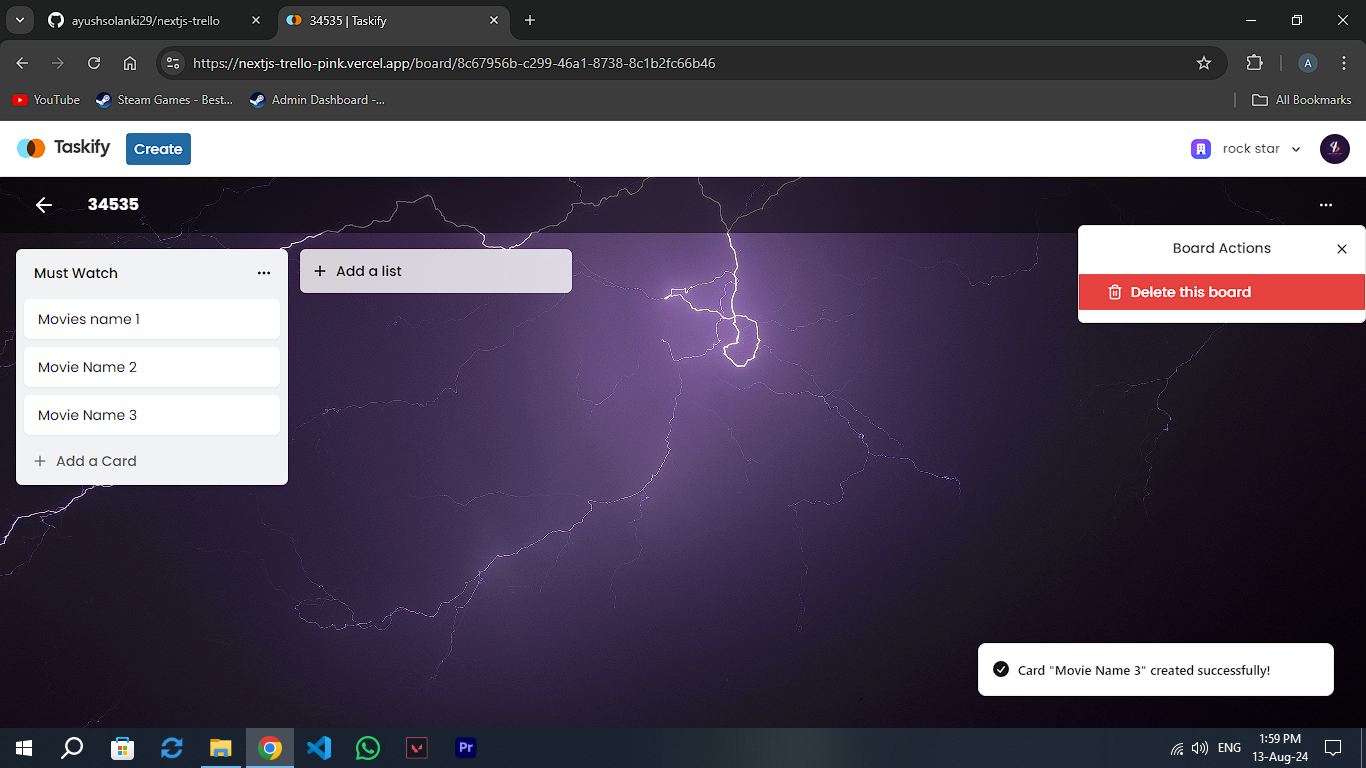 ayushsolanki29/nextjs-trello
34535 | Taskify
https://nextjs-trello-pink.vercel.app/board/8c67956b-c299-46a1-8738-8c1b2fc66b46
A
YouTube
Steam Games - Best...
Admin Dashboard -...
All Bookmarks
Taskify
Create
rock star
34535
Board Actions
Delete this board
Must Watch
Movies name 1
Movie Name 2
Movie Name 3
+ Add a Card
+ Add a list
Card "Movie Name 3" created successfully!
Pr
ENG
1:59 PM
13-Aug-24